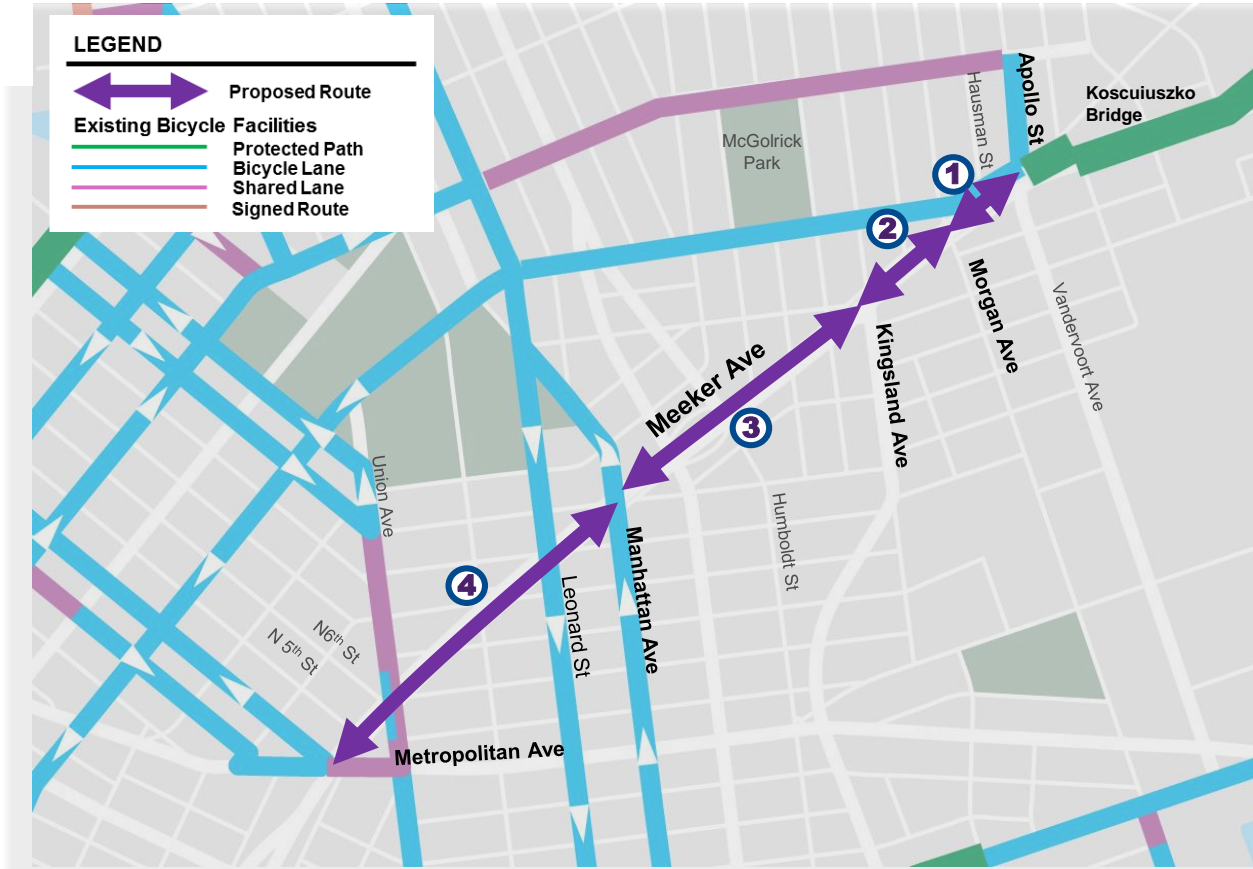 LEGEND
Proposed Route
Existing Bicycle Facilities
Protected Path
Bicycle Lane
Shared Lane
Signed Route
Apollo St
Hausman St
Koscuiuszko
Bridge
McGolrick
Park
1
2
Morgan Ave
Vandervoort Ave
Kingsland Ave
Meeker Ave
3
Union Ave
Humboldt St
Manhattan Ave
4
Leonard St
N6th St
N 5th St
Metropolitan Ave